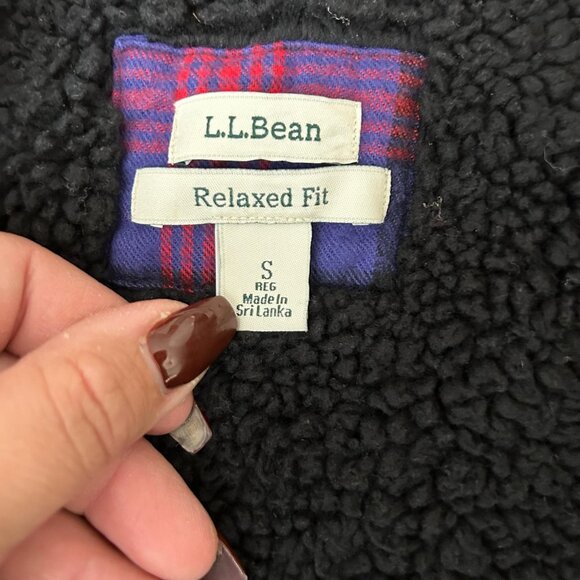 L.L.Bean
Relaxed Fit
S
REG
Made In
Sri Lanka